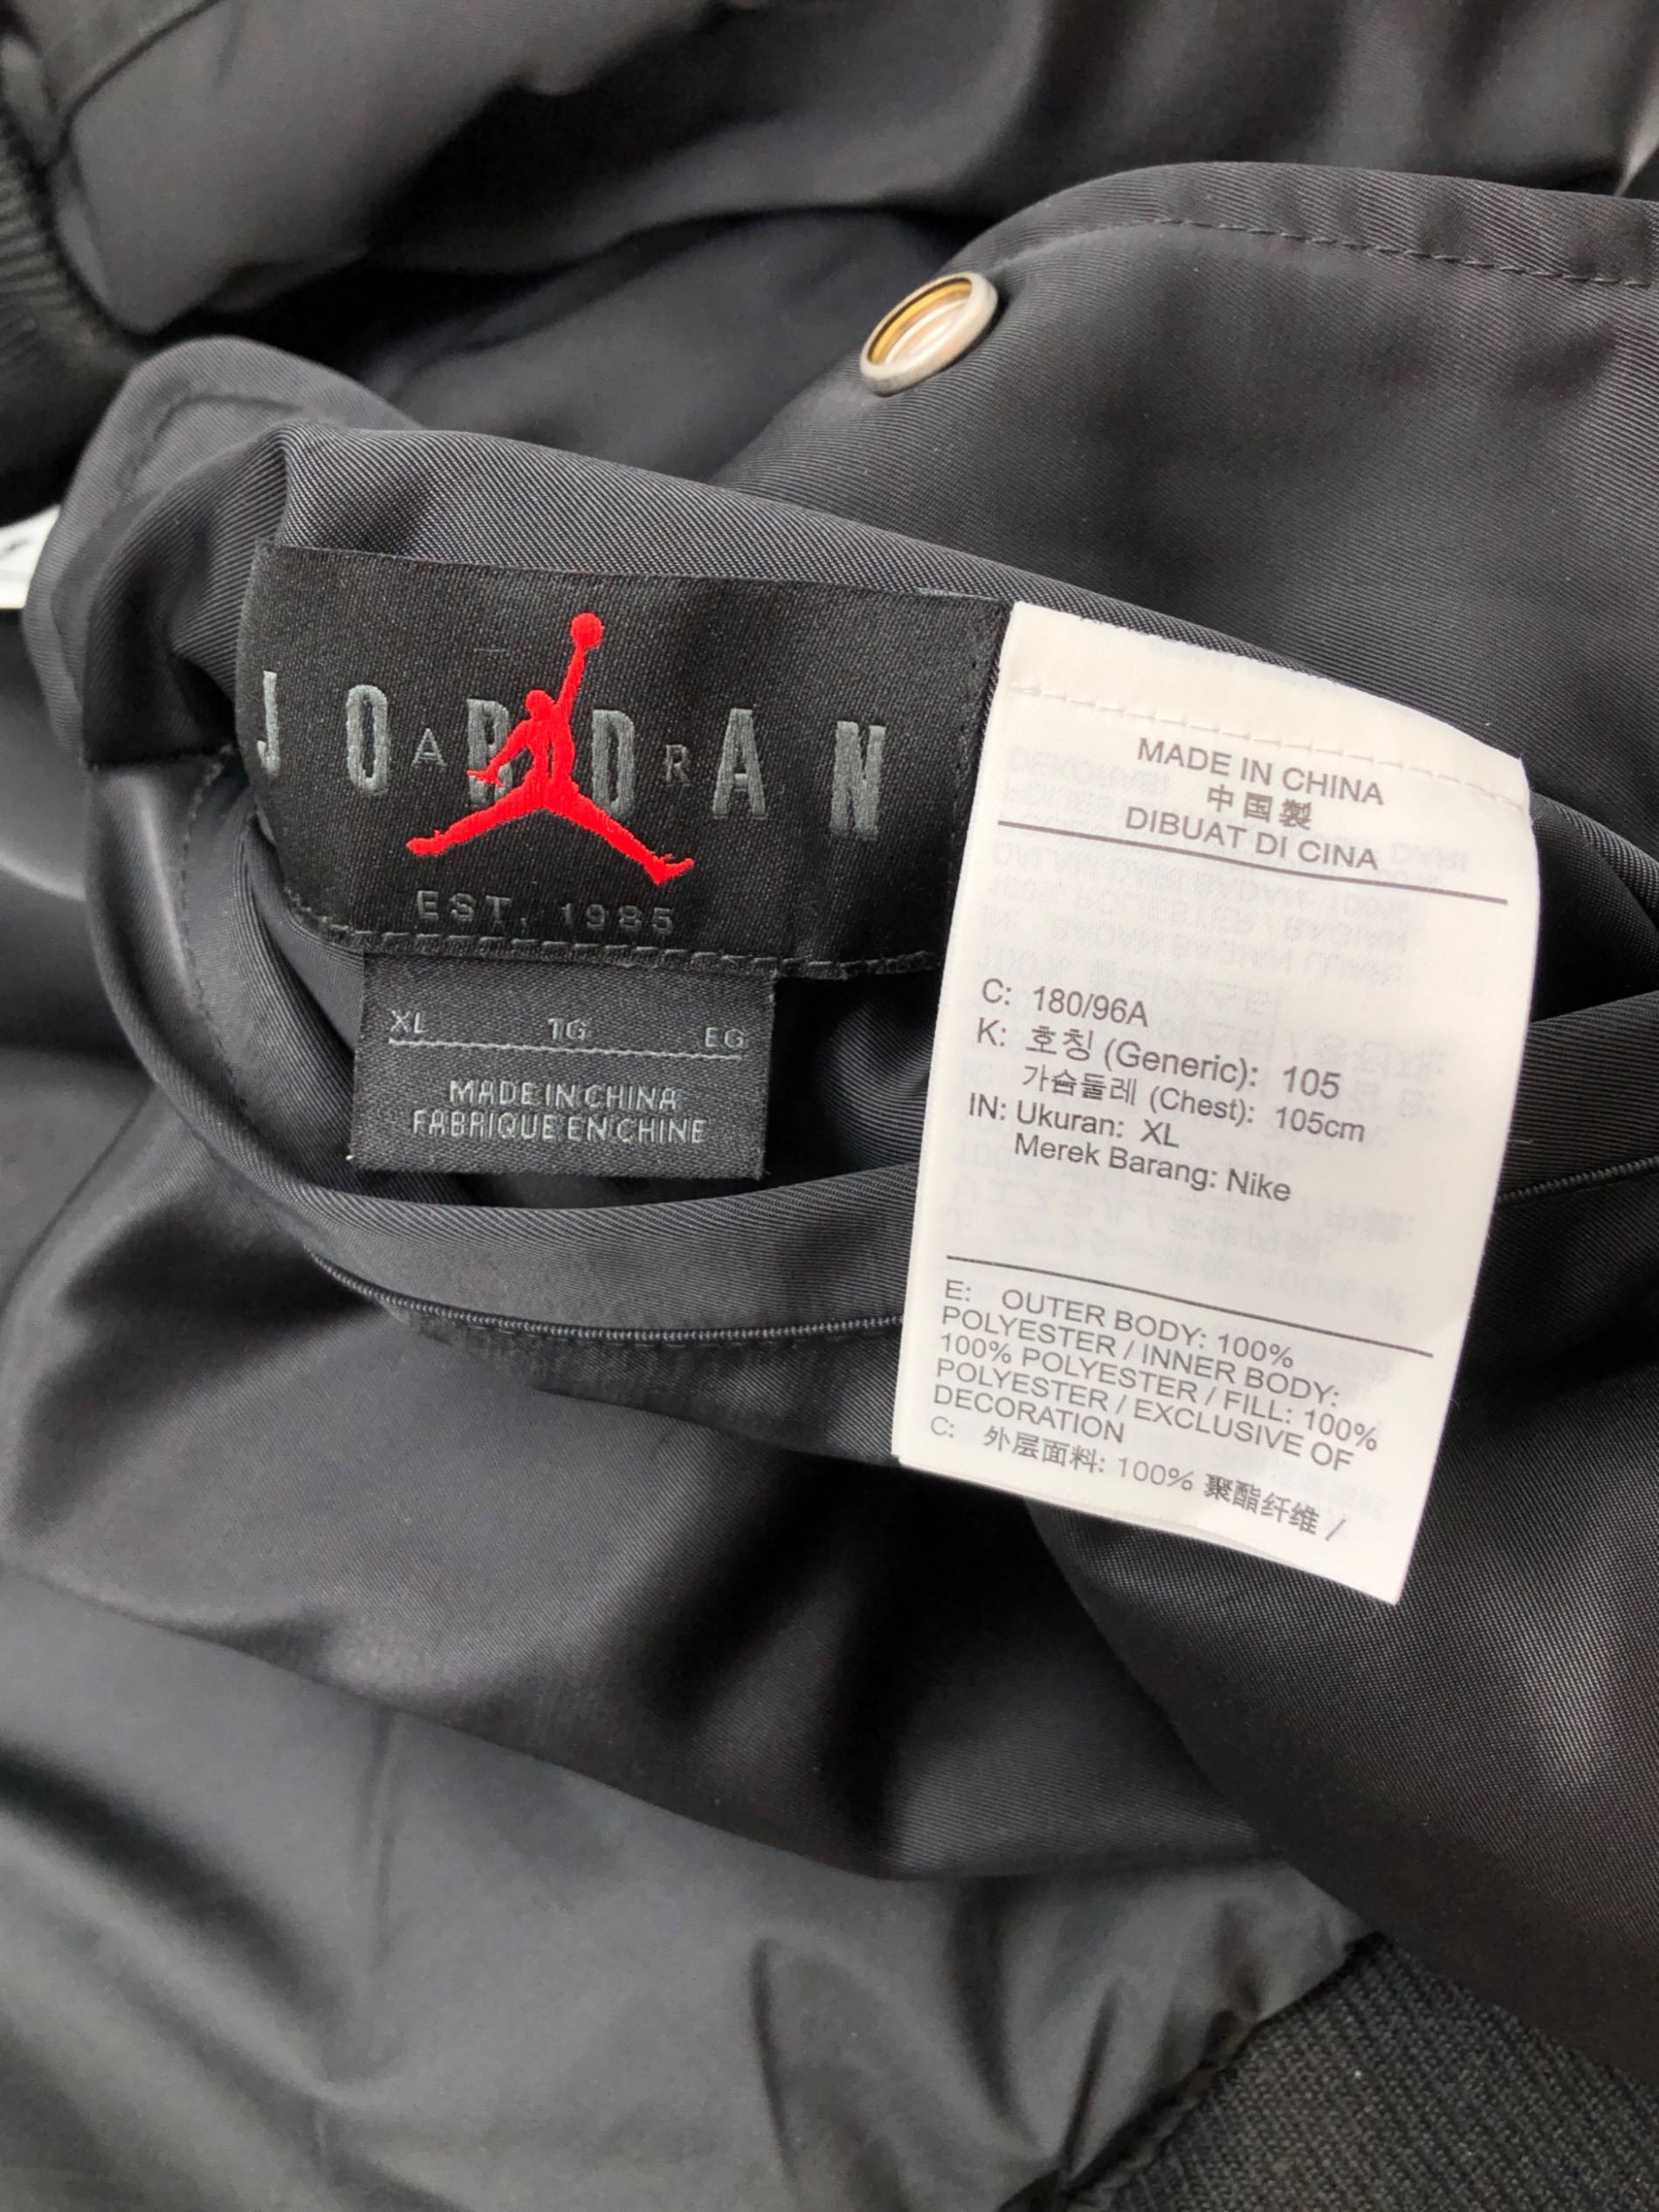 JORDAN
AIR
EST. 1985
XL TG EG
MADE IN CHINA
FABRIQUE EN CHINE
MADE IN CHINA
中国製
DIBUAT DI CINA
C: 180/96A
K: 호칭 (Generic): 105
가슴둘레 (Chest): 105cm
IN: Ukuran: XL
Merek Barang: Nike
E: OUTER BODY: 100%
POLYESTER / INNER BODY:
100% POLYESTER / FILL: 100%
POLYESTER / EXCLUSIVE OF
DECORATION
C: 外层面料: 100% 聚酯纤维 /